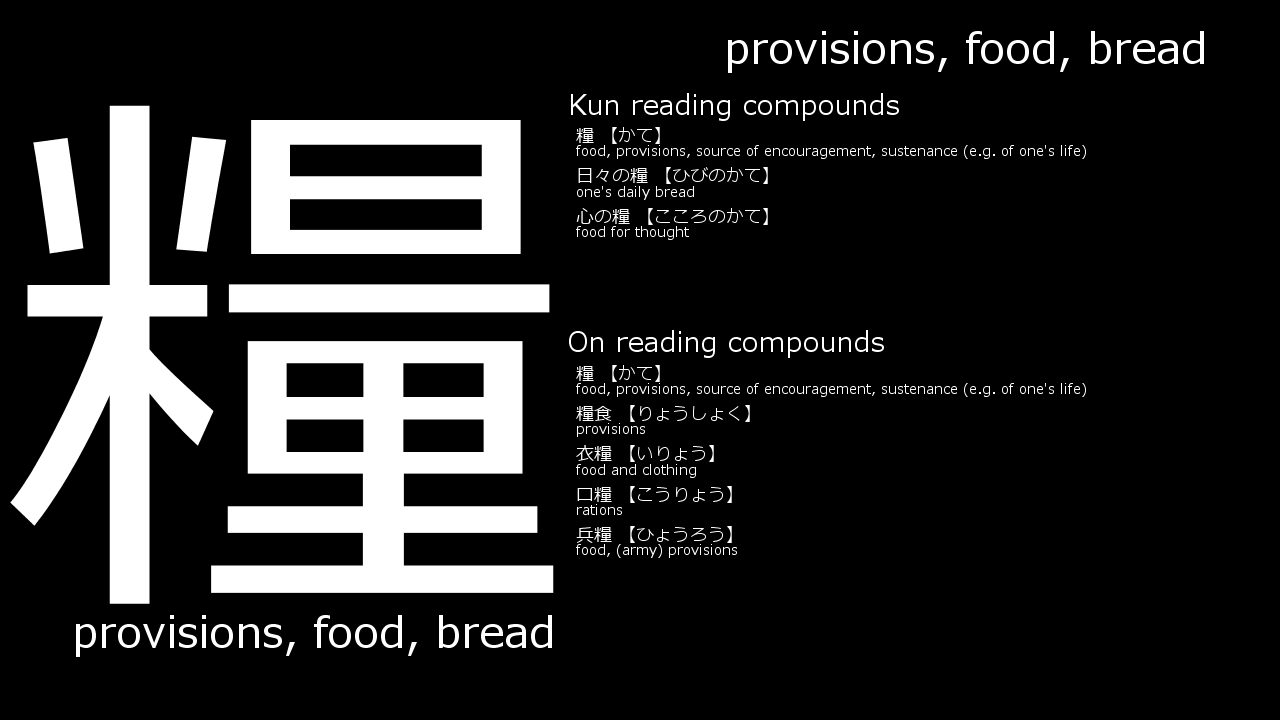 provisions, food, bread
糧
provisions, food, bread
Kun reading compounds
糧 【かて】
food, provisions, source of encouragement, sustenance (e.g. of one's life)
日々の糧 【ひびのかて】
one's daily bread
心の糧 【こころのかて】
food for thought
On reading compounds
糧 【かて】
food, provisions, source of encouragement, sustenance (e.g. of one's life)
糧食 【りょうしょく】
provisions
衣糧 【いりょう】
food and clothing
口糧 【こうりょう】
rations
兵糧 【ひょうろう】
food, (army) provisions